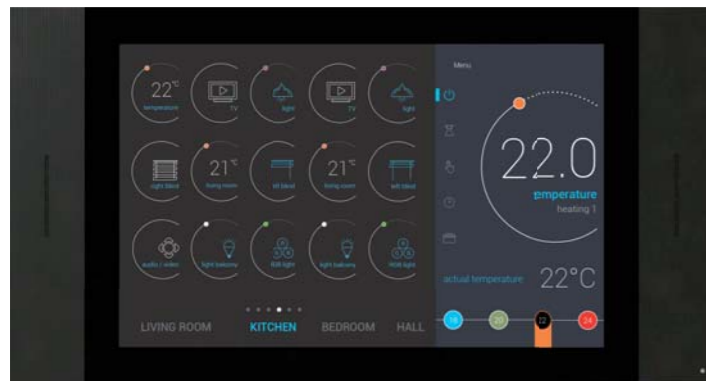 22°C
temperature
TV
light
TV
light
right blind
21°C
living room
left blind
21°C
living room
left blind
audio / video
light balcony
RGB light
light balcony
RGB light
LIVING ROOM
KITCHEN
BEDROOM
HALL
Menu
22.0
temperature
heating 1
actual temperature
22°C
20
24